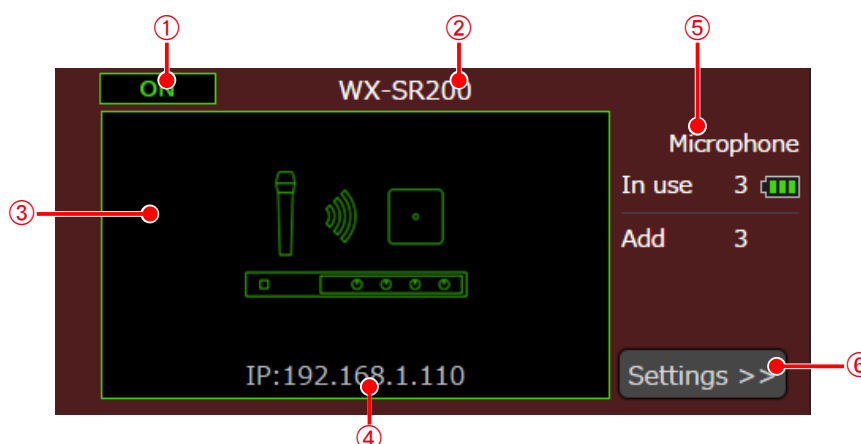 ① ② ⑤
ON WX-SR200
Microphone
In use 3
③
Add 3
IP:192.168.1.110 Settings >> ⑥
④